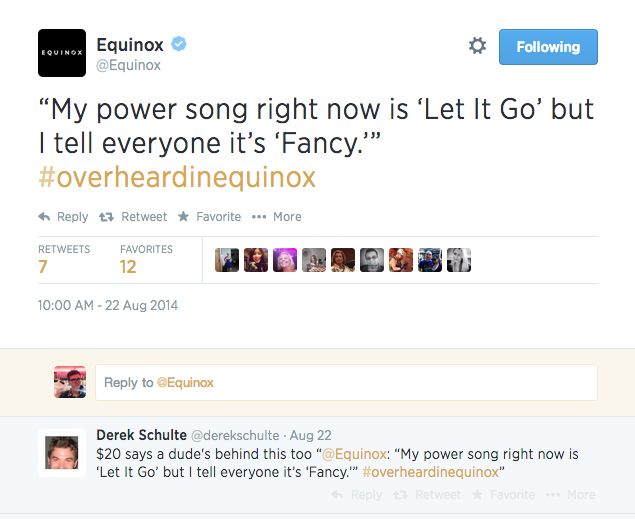 EQUINOX
Equinox
@Equinox
Following
“My power song right now is ‘Let It Go’ but
I tell everyone it’s ‘Fancy.’”
#overheardinequinox
Reply Retweet Favorite More
RETWEETS FAVORITES
7 12
10:00 AM - 22 Aug 2014
Reply to @Equinox
Derek Schulte @derekschulte · Aug 22
$20 says a dude's behind this too “@Equinox: “My power song right now is
‘Let It Go’ but I tell everyone it’s ‘Fancy.’” #overheardinequinox”
Reply Retweet Favorite More